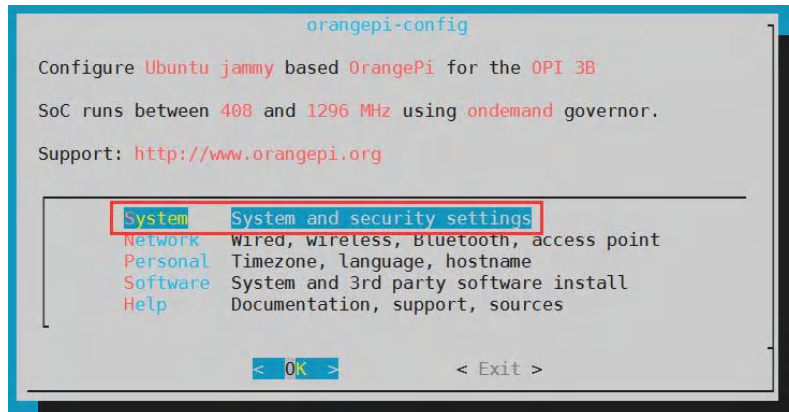 orangepi-config
Configure Ubuntu jammy based OrangePi for the OPI 3B
SoC runs between 408 and 1296 MHz using ondemand governor.
Support: http://www.orangepi.org
System System and security settings
Network Wired, wireless, Bluetooth, access point
Personal Timezone, language, hostname
Software System and 3rd party software install
Help Documentation, support, sources
< OK > < Exit >